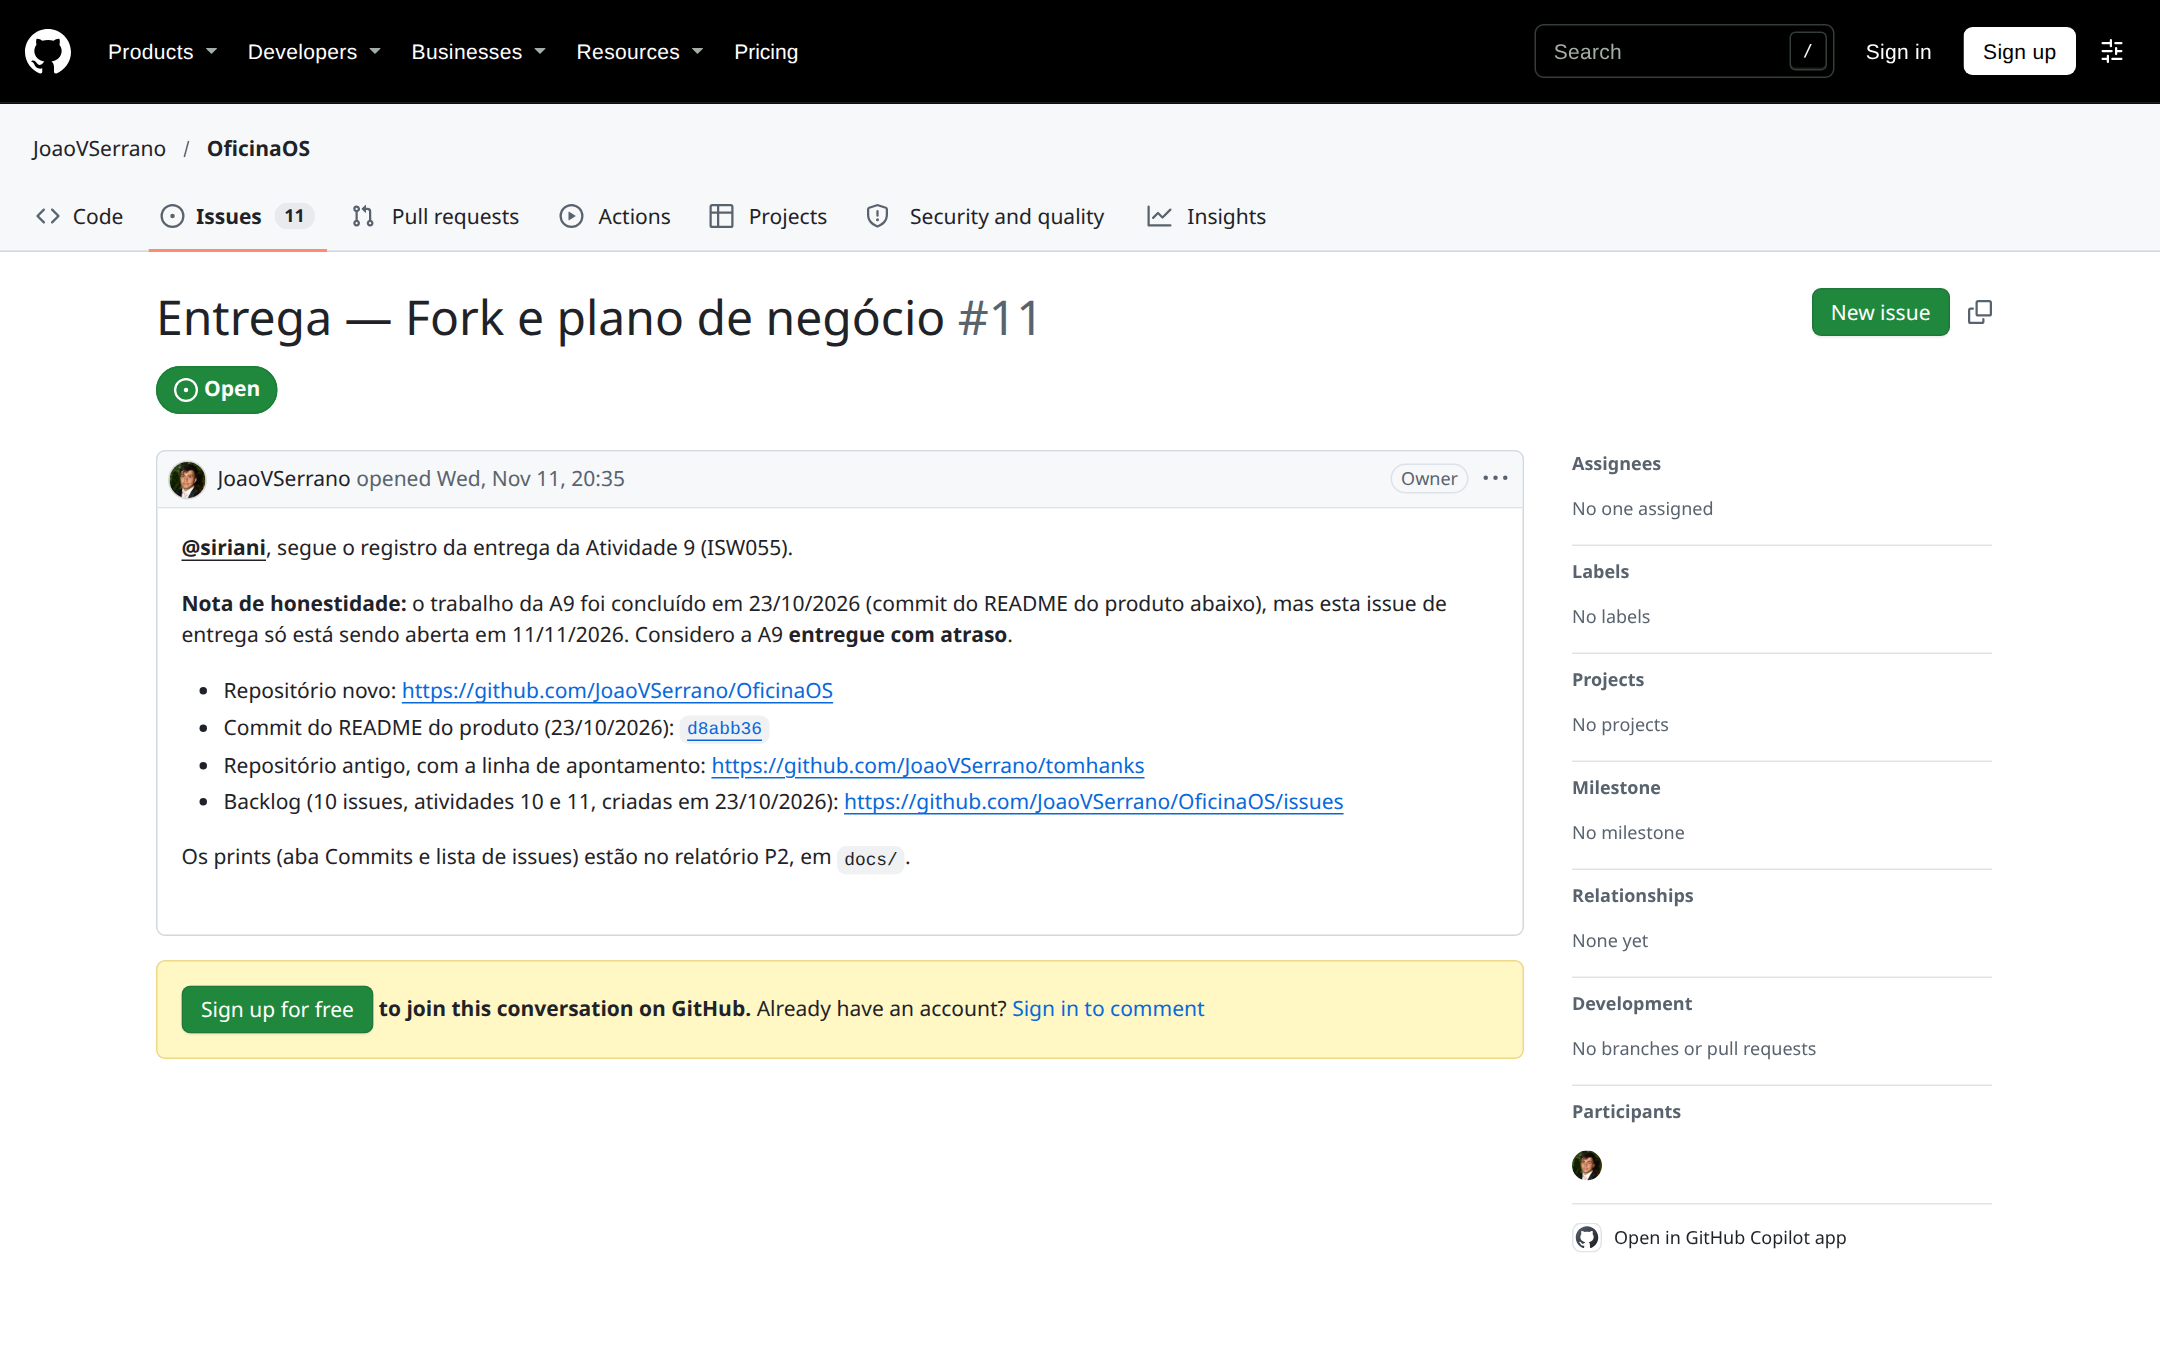 Products Developers Businesses Resources Pricing Search / Sign in Sign up
JoaoVSerrano / OficinaOS
Code Issues 11 Pull requests Actions Projects Security and quality Insights
Entrega — Fork e plano de negócio #11
New issue
Open
JoaoVSerrano opened Wed, Nov 11, 20:35 Owner
@siriani, segue o registro da entrega da Atividade 9 (ISW055).
Nota de honestidade: o trabalho da A9 foi concluído em 23/10/2026 (commit do README do produto abaixo), mas esta issue de
entrega só está sendo aberta em 11/11/2026. Considero a A9 entregue com atraso.
Repositório novo: https://github.com/JoaoVSerrano/OficinaOS
Commit do README do produto (23/10/2026): d8abb36
Repositório antigo, com a linha de apontamento: https://github.com/JoaoVSerrano/tomhanks
Backlog (10 issues, atividades 10 e 11, criadas em 23/10/2026): https://github.com/JoaoVSerrano/OficinaOS/issues
Os prints (aba Commits e lista de issues) estão no relatório P2, em docs/.
Sign up for free to join this conversation on GitHub. Already have an account? Sign in to comment
Assignees
No one assigned
Labels
No labels
Projects
No projects
Milestone
No milestone
Relationships
None yet
Development
No branches or pull requests
Participants
Open in GitHub Copilot app